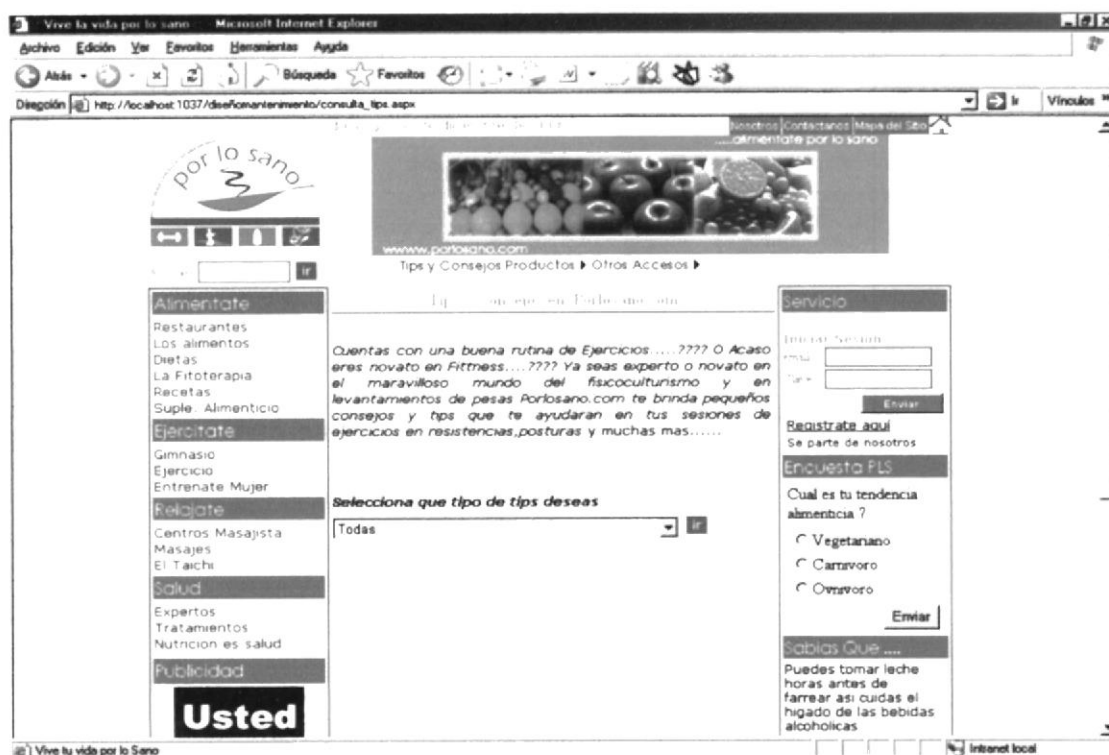 Vive la vida por lo sano Microsoft Internet Explorer
Archivo Edición Ver Favoritos Herramientas Ayuda
Atrás Búsqueda Favoritos
Dirección http://localhost:1037/diseñomantenimiento/consulta_tips.aspx Ir Vínculos
Nosotros Contactanos Mapa del Sitio
....alimentate por lo sano
por lo sano
wwww.porlosano.com
Tips y Consejos Productos Otros Accesos
ir
Alimentate
Restaurantes
Los alimentos
Dietas
La Fitoterapia
Recetas
Suple. Alimenticio
Ejercitate
Gimnasio
Ejercicio
Entrenate Mujer
Relajate
Centros Masajista
Masajes
El Taichi
Salud
Expertos
Tratamientos
Nutricion es salud
Publicidad
Usted
Cuentas con una buena rutina de Ejercicios.....???? O Acaso
eres novato en Fittness....???? Ya seas experto o novato en
el maravilloso mundo del fisicoculturismo y en
levantamientos de pesas Porlosano.com te brinda pequeños
consejos y tips que te ayudaran en tus sesiones de
ejercicios en resistencias,posturas y muchas mas......
Selecciona que tipo de tips deseas
Todas ir
Servicio
Iniciar Sesion
Enviar
Registrate aquí
Se parte de nosotros
Encuesta PLS
Cual es tu tendencia
alimenticia ?
Vegetariano
Carnivoro
Ovnivoro
Enviar
Sabias Que ....
Puedes tomar leche
horas antes de
farrear asi cuidas el
higado de las bebidas
alcoholicas
Vive tu vida por lo Sano Intranet local